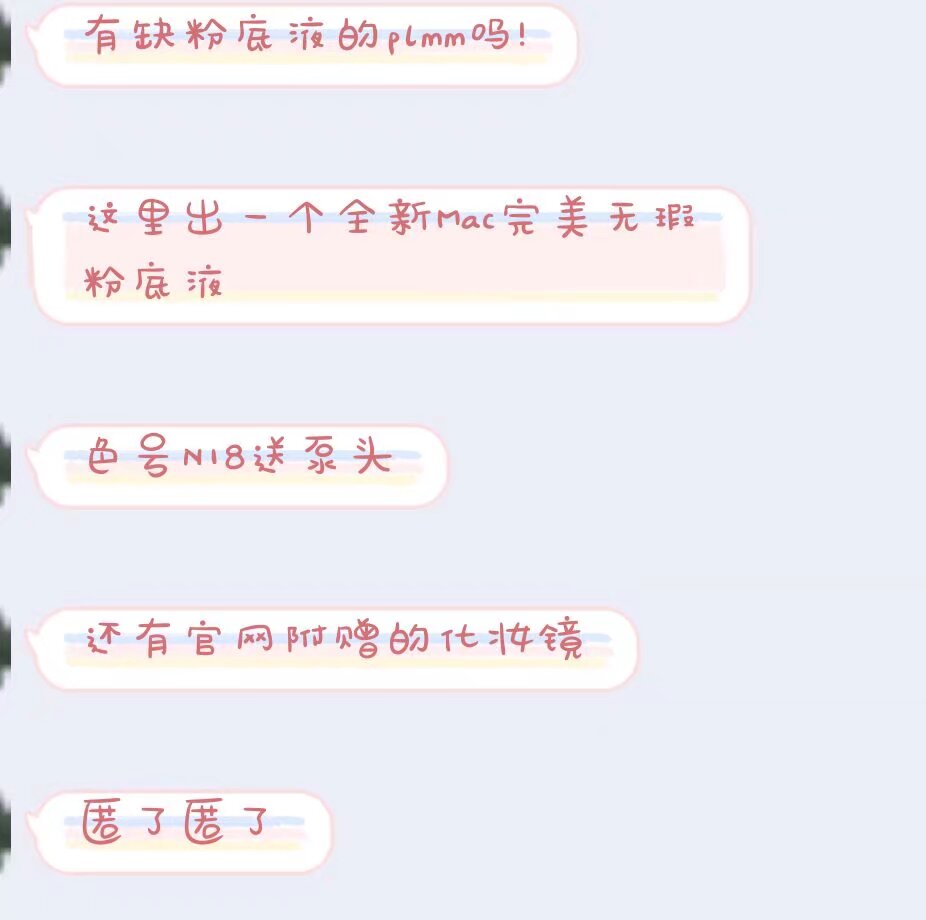 有缺粉底液的plmm吗!
这里出一个全新Mac完美无瑕
粉底液
色号N18送泵头
还有官网附赠的化妆镜
匿了匿了